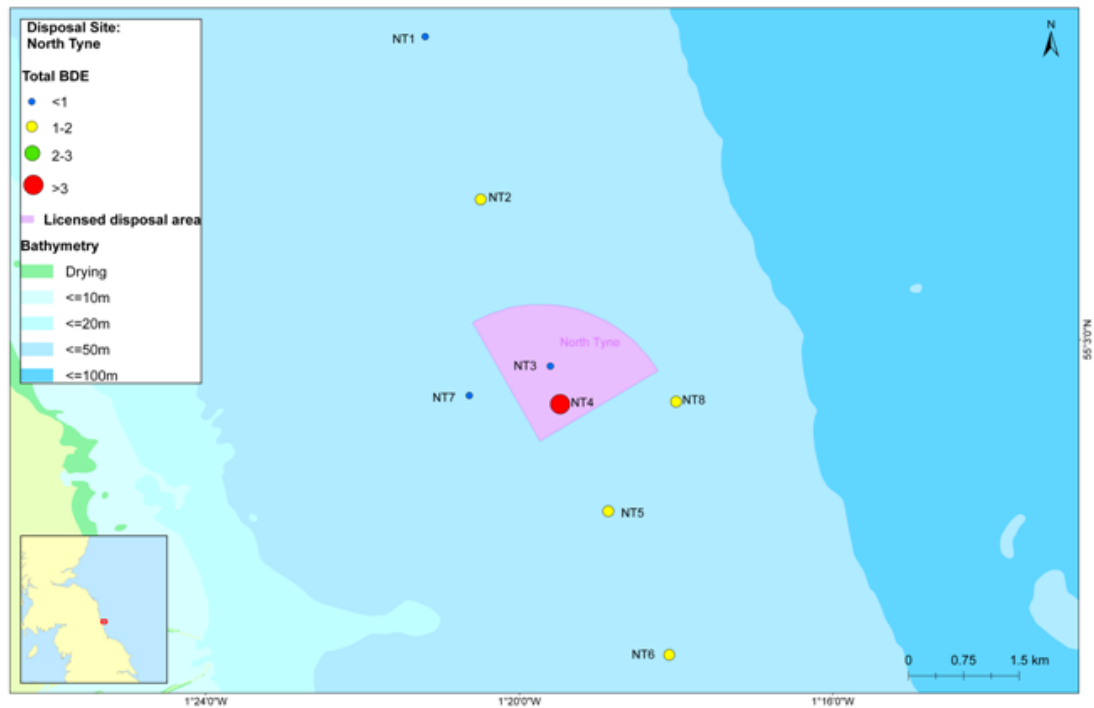 Disposal Site:
North Tyne
Total BDE
<1
1-2
2-3
>3
Licensed disposal area
Bathymetry
Drying
<=10m
<=20m
<=50m
<=100m
NT1
N
NT2
North Tyne
NT3
NT7
NT4
NT8
NT5
NT6
0 0.75 1.5 km
55°3'0"N
1°24'0"W 1°20'0"W 1°16'0"W